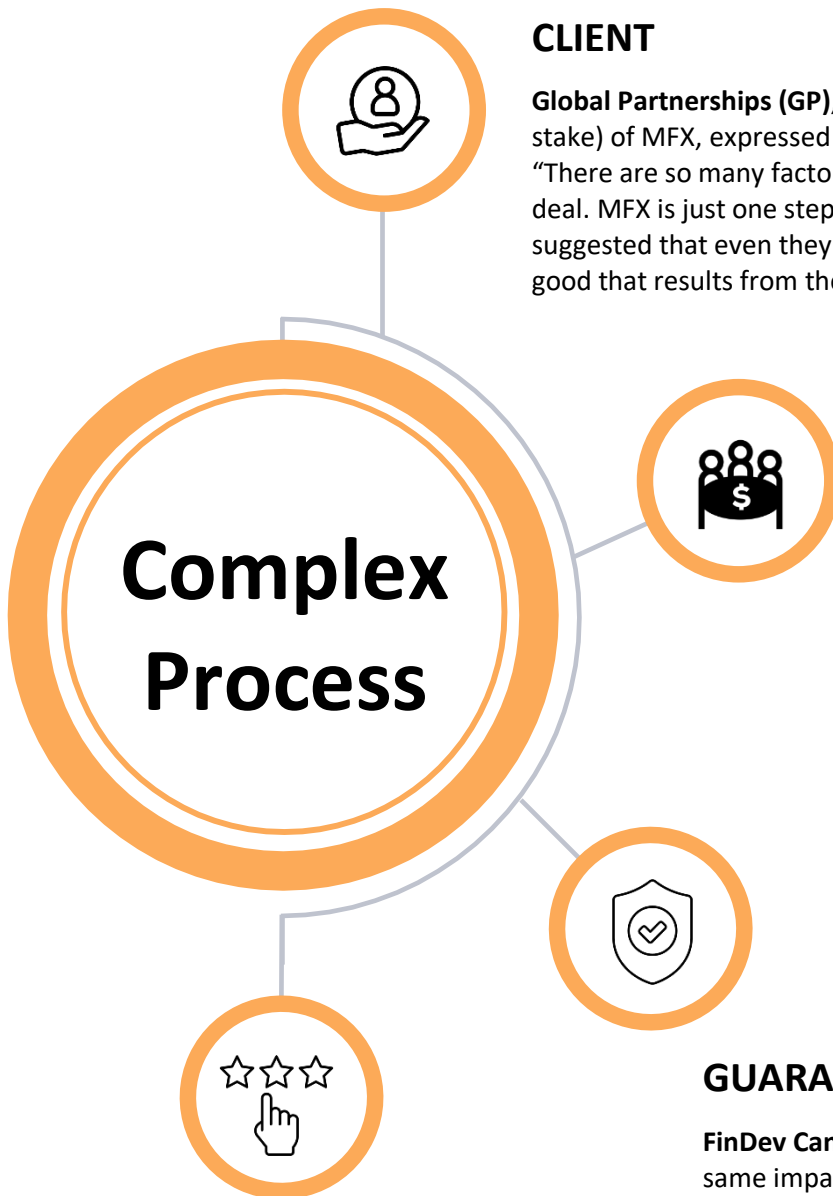 CLIENT
Global Partnerships (GP)
stake) of MFX, expressed
“There are so many facto
deal. MFX is just one step
suggested that even they
good that results from the
$
Complex
Process
GUARA
FinDev Can
same impa